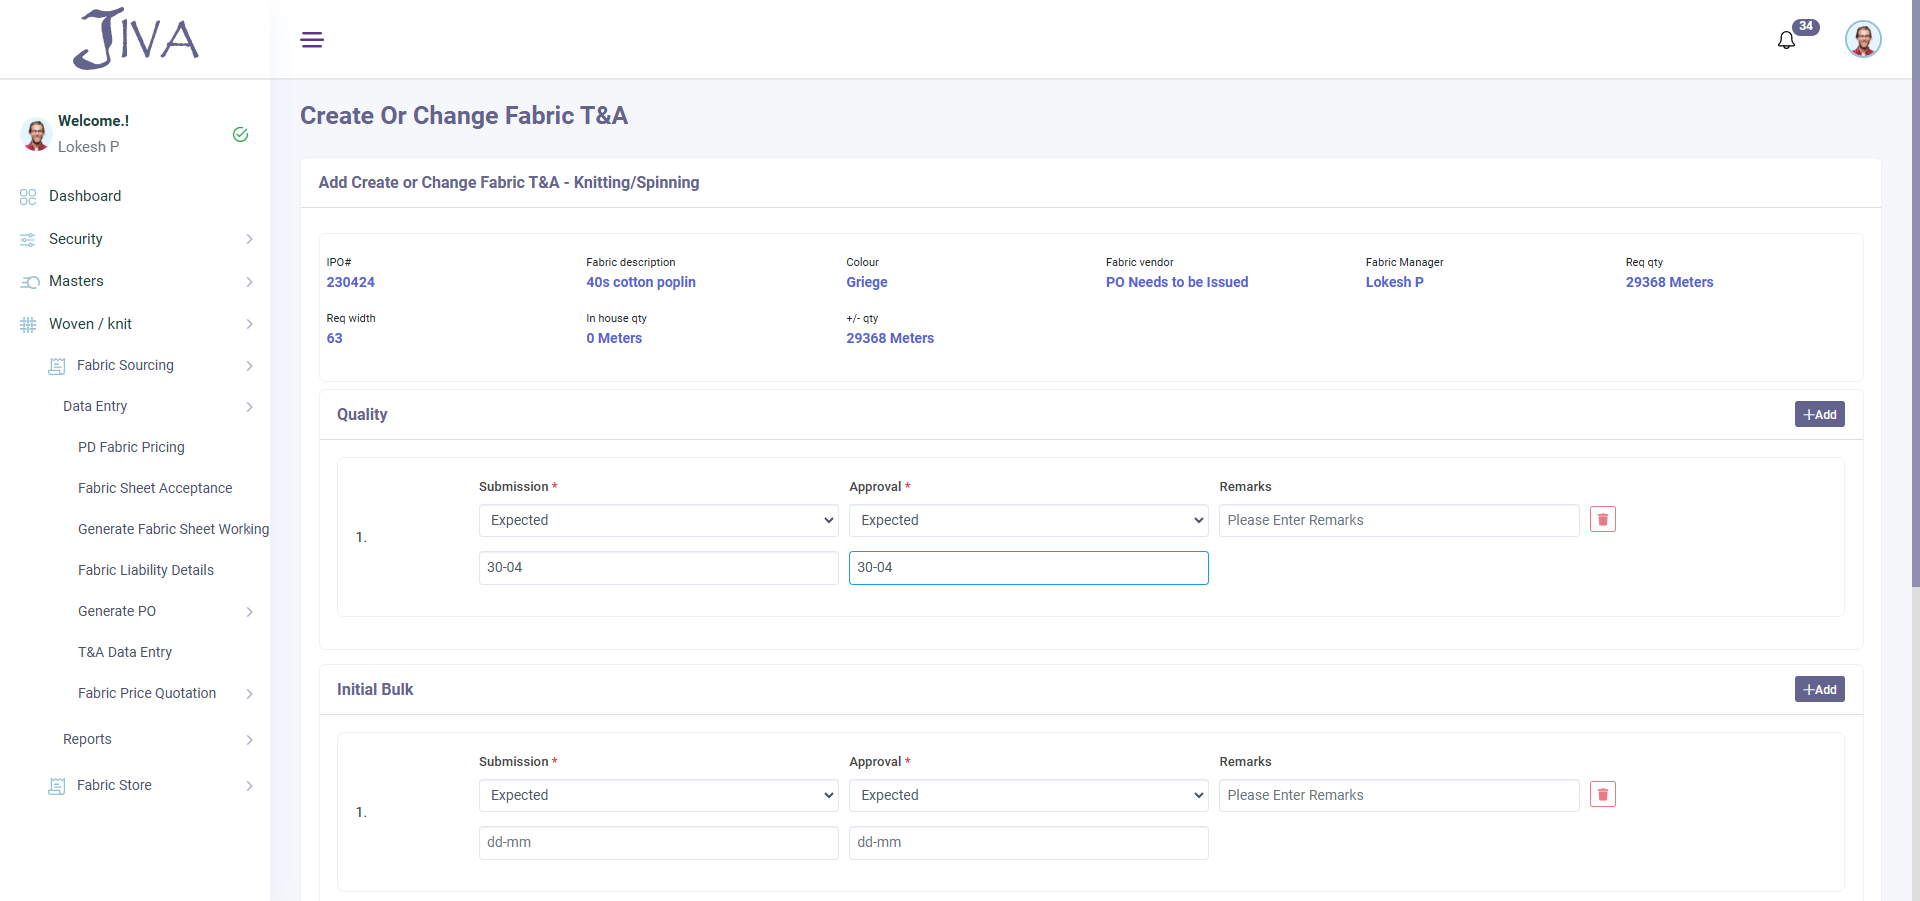 JIVA
34
Welcome.!
Lokesh P
Dashboard
Security
Masters
Woven / knit
Fabric Sourcing
Data Entry
PD Fabric Pricing
Fabric Sheet Acceptance
Generate Fabric Sheet Working
Fabric Liability Details
Generate PO
T&A Data Entry
Fabric Price Quotation
Reports
Fabric Store
Create Or Change Fabric T&A
Add Create or Change Fabric T&A - Knitting/Spinning
IPO# Fabric description Colour Fabric vendor Fabric Manager Req qty
230424 40s cotton poplin Griege PO Needs to be Issued Lokesh P 29368 Meters
Req width In house qty +/- qty
63 0 Meters 29368 Meters
Quality +Add
Submission * Approval * Remarks
1. Expected Expected Please Enter Remarks
30-04 30-04
Initial Bulk +Add
Submission * Approval * Remarks
1. Expected Expected Please Enter Remarks
dd-mm dd-mm